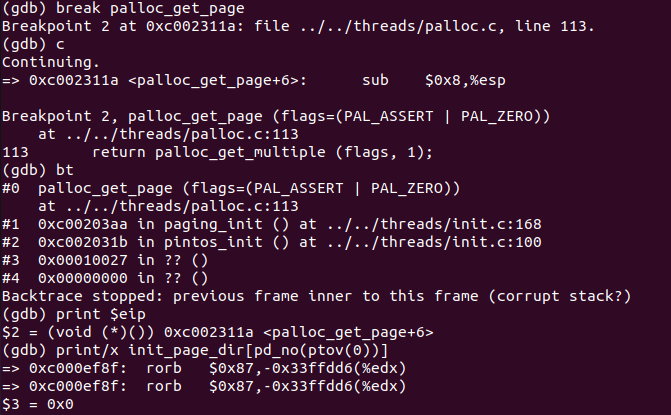 (gdb) break palloc_get_page
Breakpoint 2 at 0xc002311a: file ../../threads/palloc.c, line 113.
(gdb) c
Continuing.
=> 0xc002311a <palloc_get_page+6>:      sub    $0x8,%esp
Breakpoint 2, palloc_get_page (flags=(PAL_ASSERT | PAL_ZERO))
    at ../../threads/palloc.c:113
113       return palloc_get_multiple (flags, 1);
(gdb) bt
#0  palloc_get_page (flags=(PAL_ASSERT | PAL_ZERO))
    at ../../threads/palloc.c:113
#1  0xc00203aa in paging_init () at ../../threads/init.c:168
#2  0xc002031b in pintos_init () at ../../threads/init.c:100
#3  0x00010027 in ?? ()
#4  0x00000000 in ?? ()
Backtrace stopped: previous frame inner to this frame (corrupt stack?)
(gdb) print $eip
$2 = (void (*)()) 0xc002311a <palloc_get_page+6>
(gdb) print/x init_page_dir[pd_no(ptov(0))]
=> 0xc000ef8f:  rorb   $0x87,-0x33ffdd6(%edx)
=> 0xc000ef8f:  rorb   $0x87,-0x33ffdd6(%edx)
$3 = 0x0